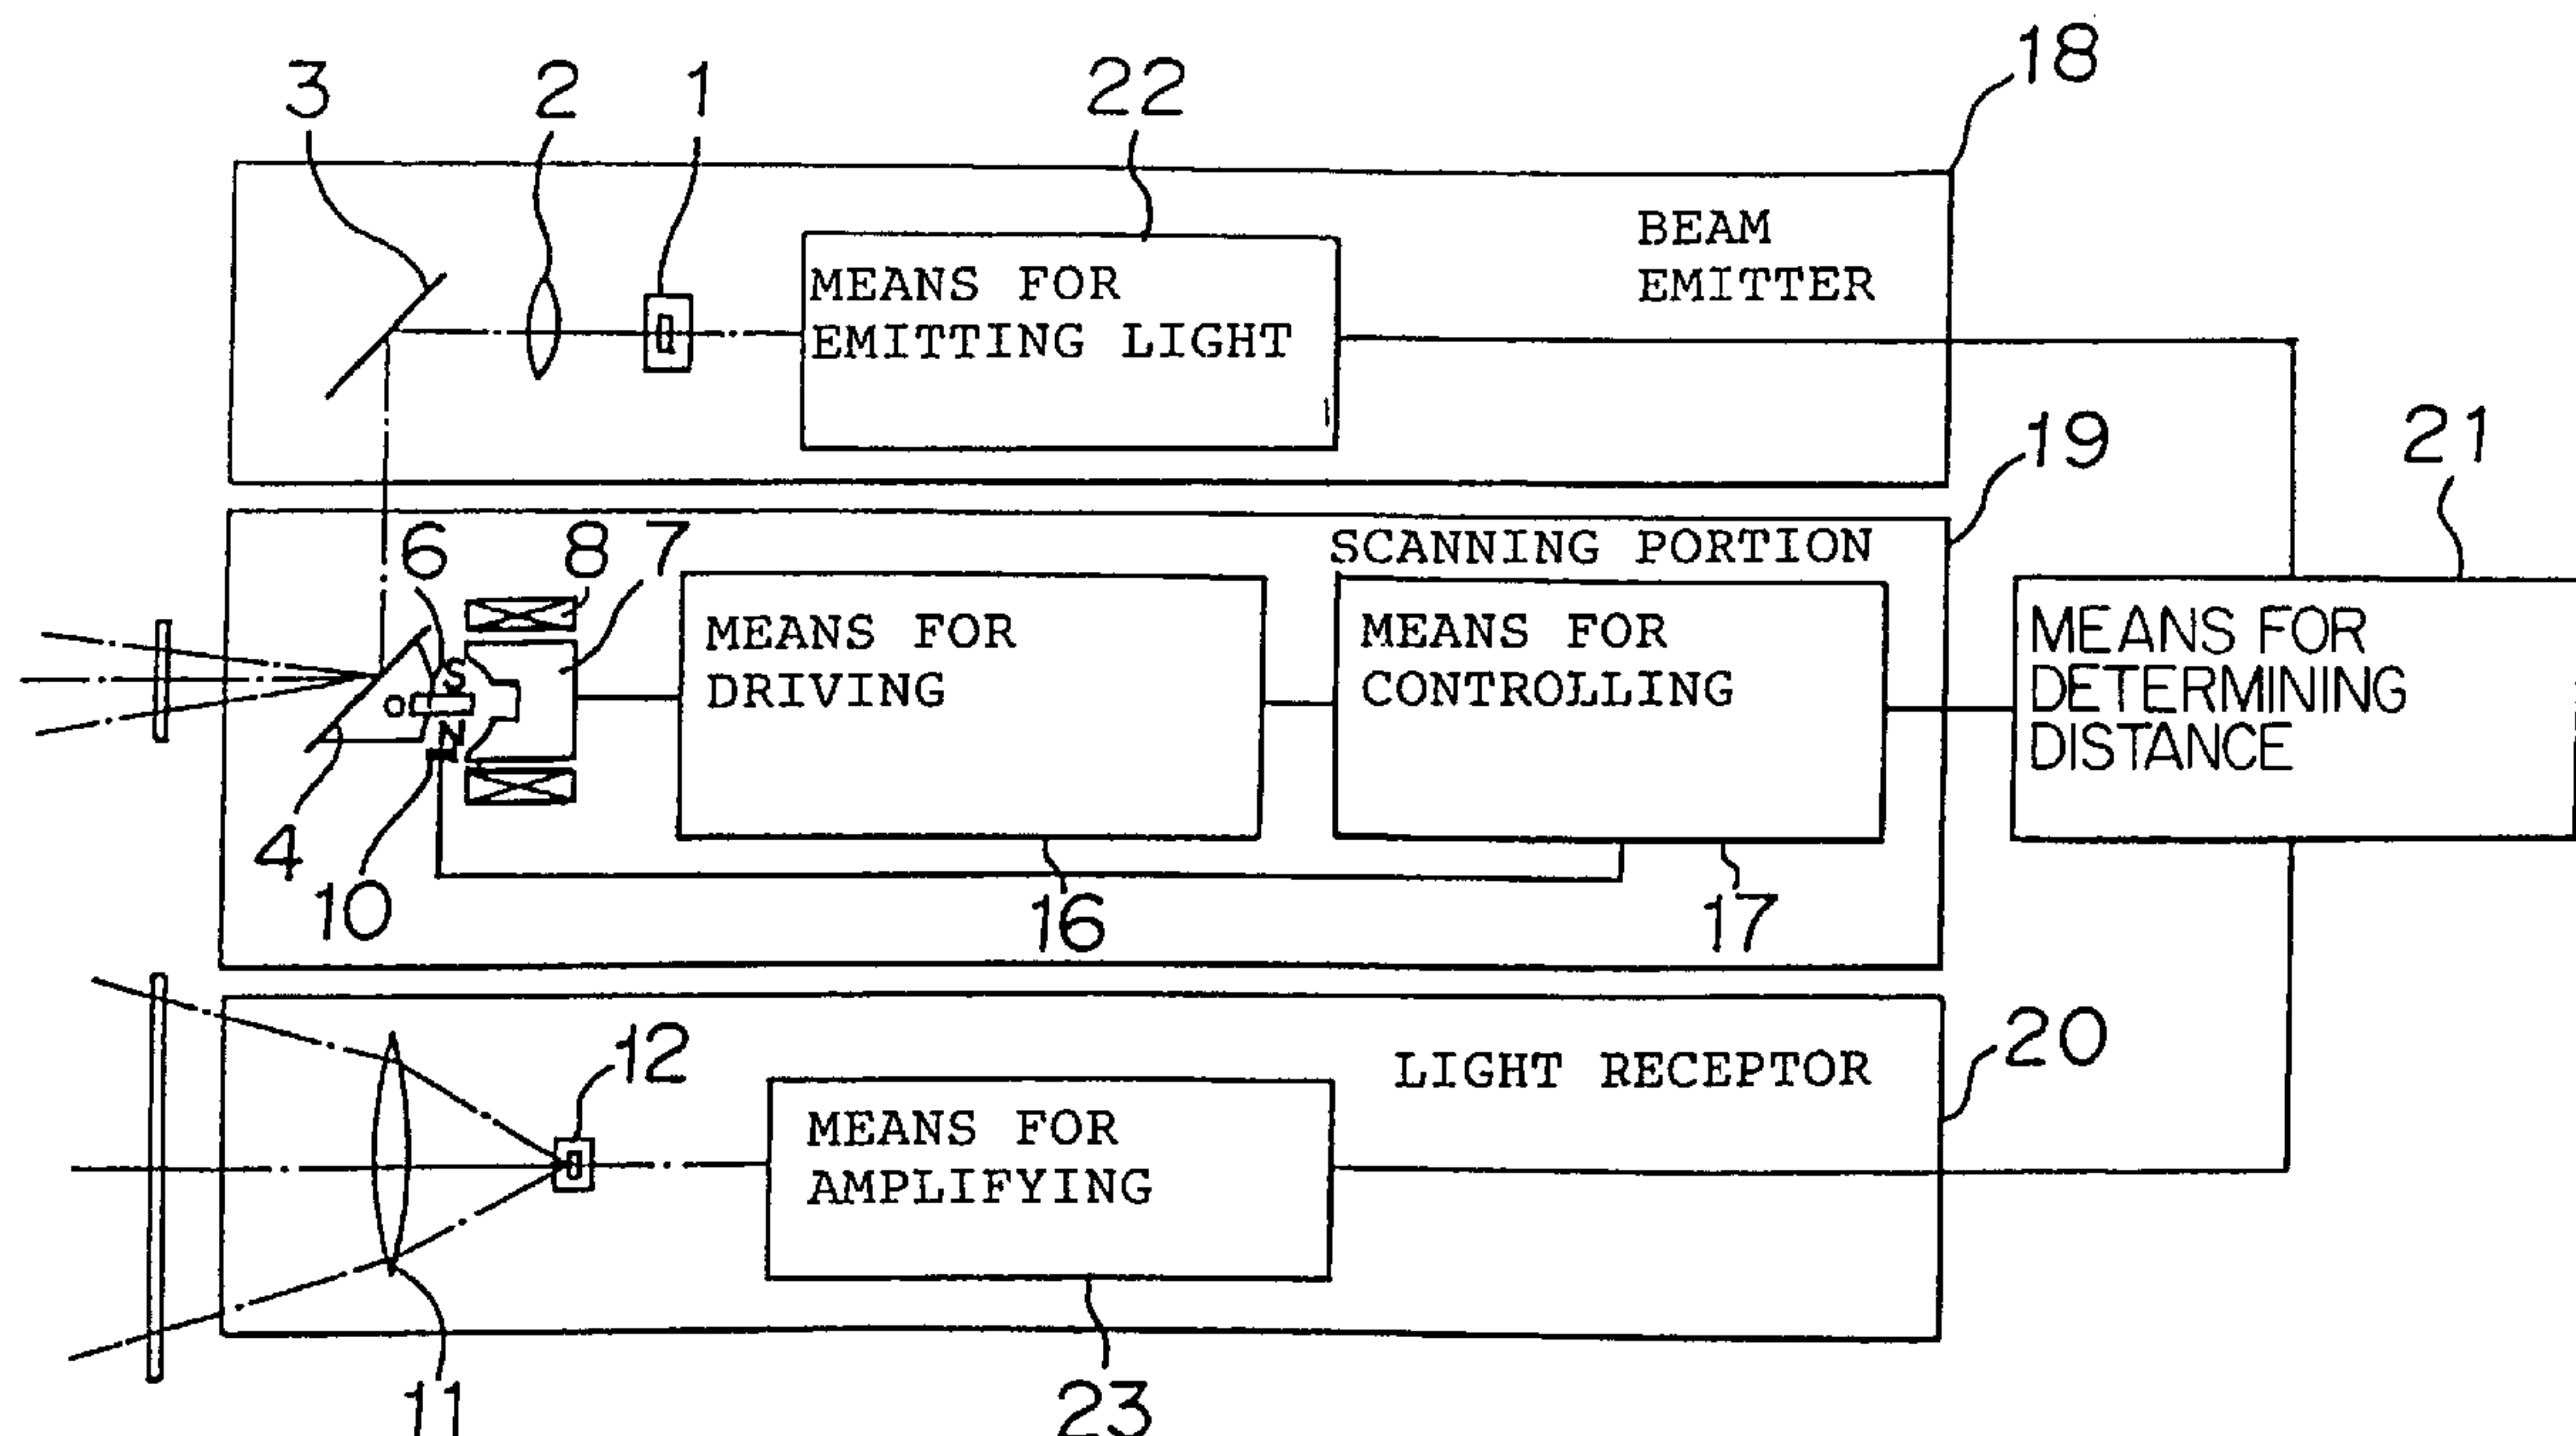 18
3 2 1 22
BEAM
EMITTER
MEANS FOR
EMITTING LIGHT
19
21
6 8 7
SCANNING PORTION
MEANS FOR
DRIVING
MEANS FOR
CONTROLLING
MEANS FOR
DETERMINING
DISTANCE
S
N
4
10
16
17
20
12
LIGHT RECEPTOR
MEANS FOR
AMPLIFYING
11
23